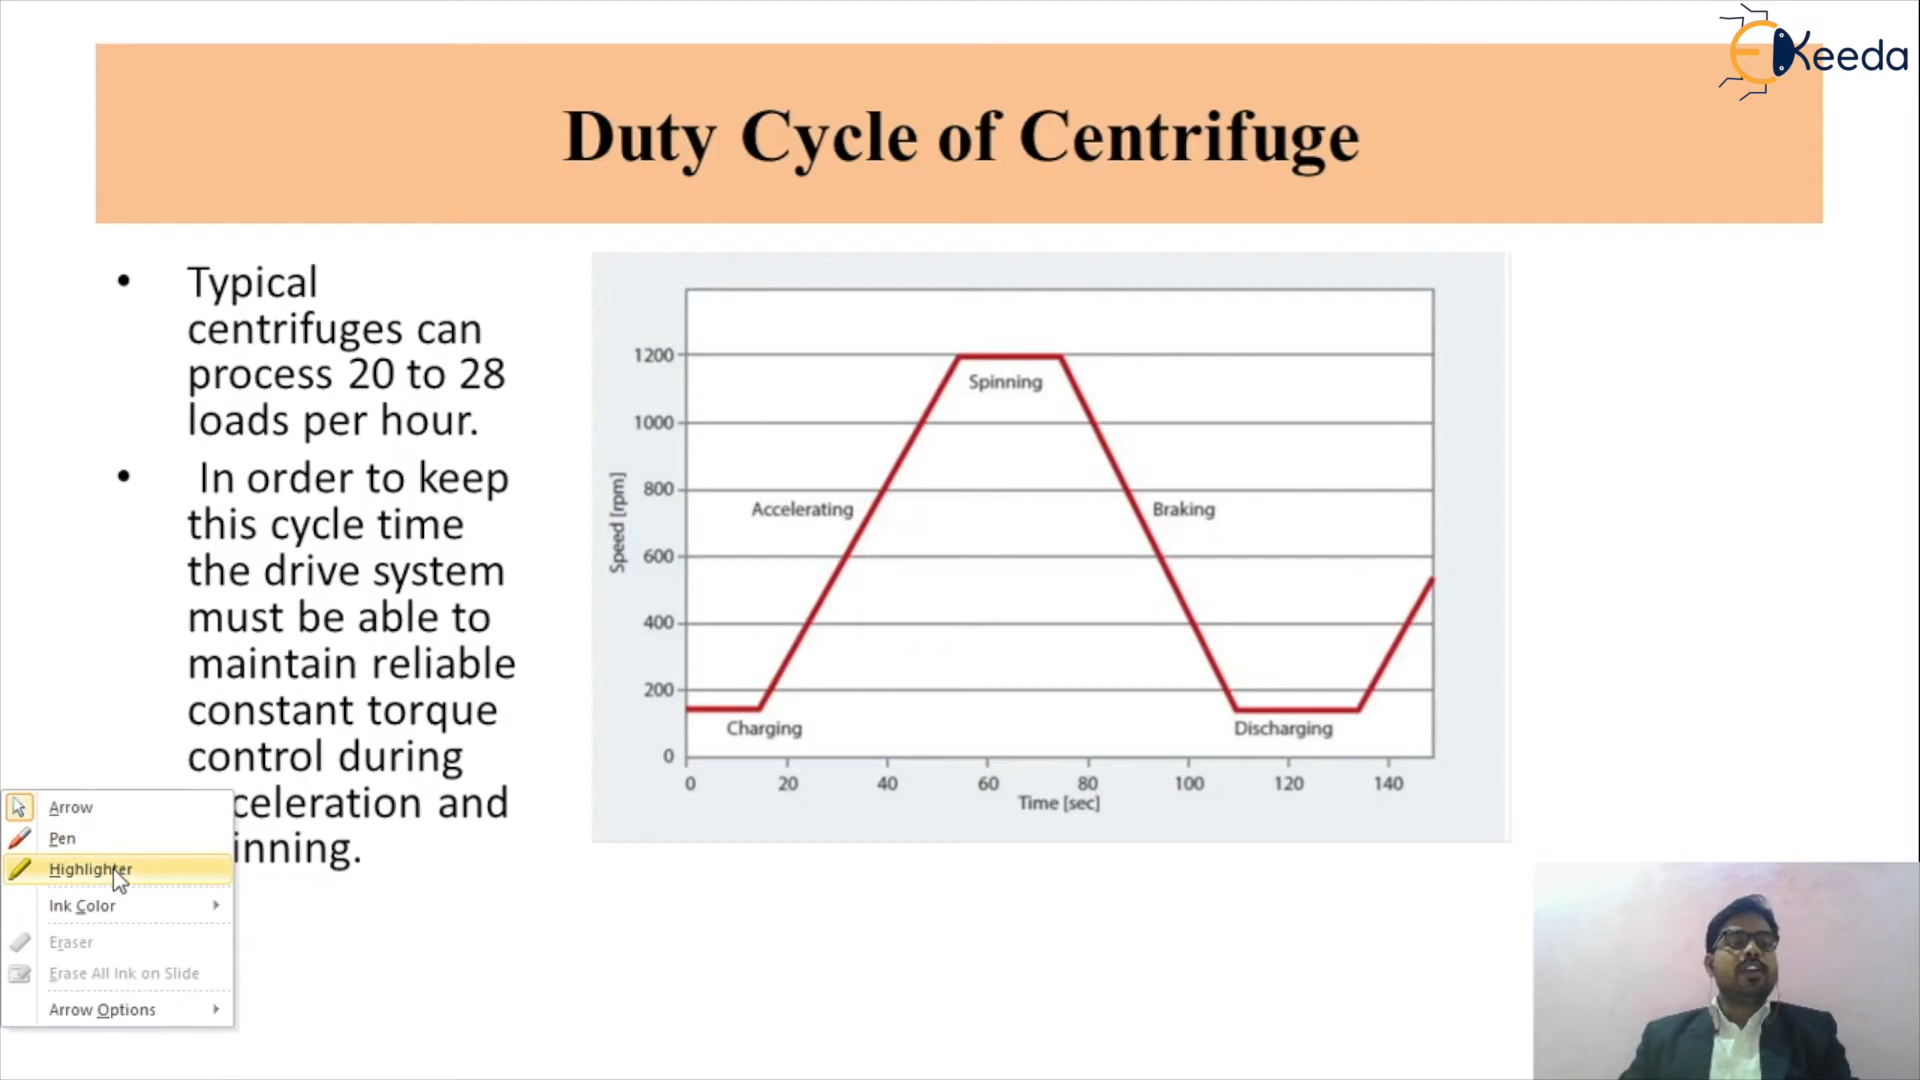 EKeeda
Duty Cycle of Centrifuge
• Typical
centrifuges can
process 20 to 28
loads per hour.
• In order to keep
this cycle time
the drive system
must be able to
maintain reliable
constant torque
control during
celeration and
inning.
Speed [rpm]
1200
1000
800
600
400
200
0
Spinning
Accelerating
Braking
Charging
Discharging
0 20 40 60 80 100 120 140
Time [sec]
Arrow
Pen
Highlighter
Ink Color
Eraser
Erase All Ink on Slide
Arrow Options